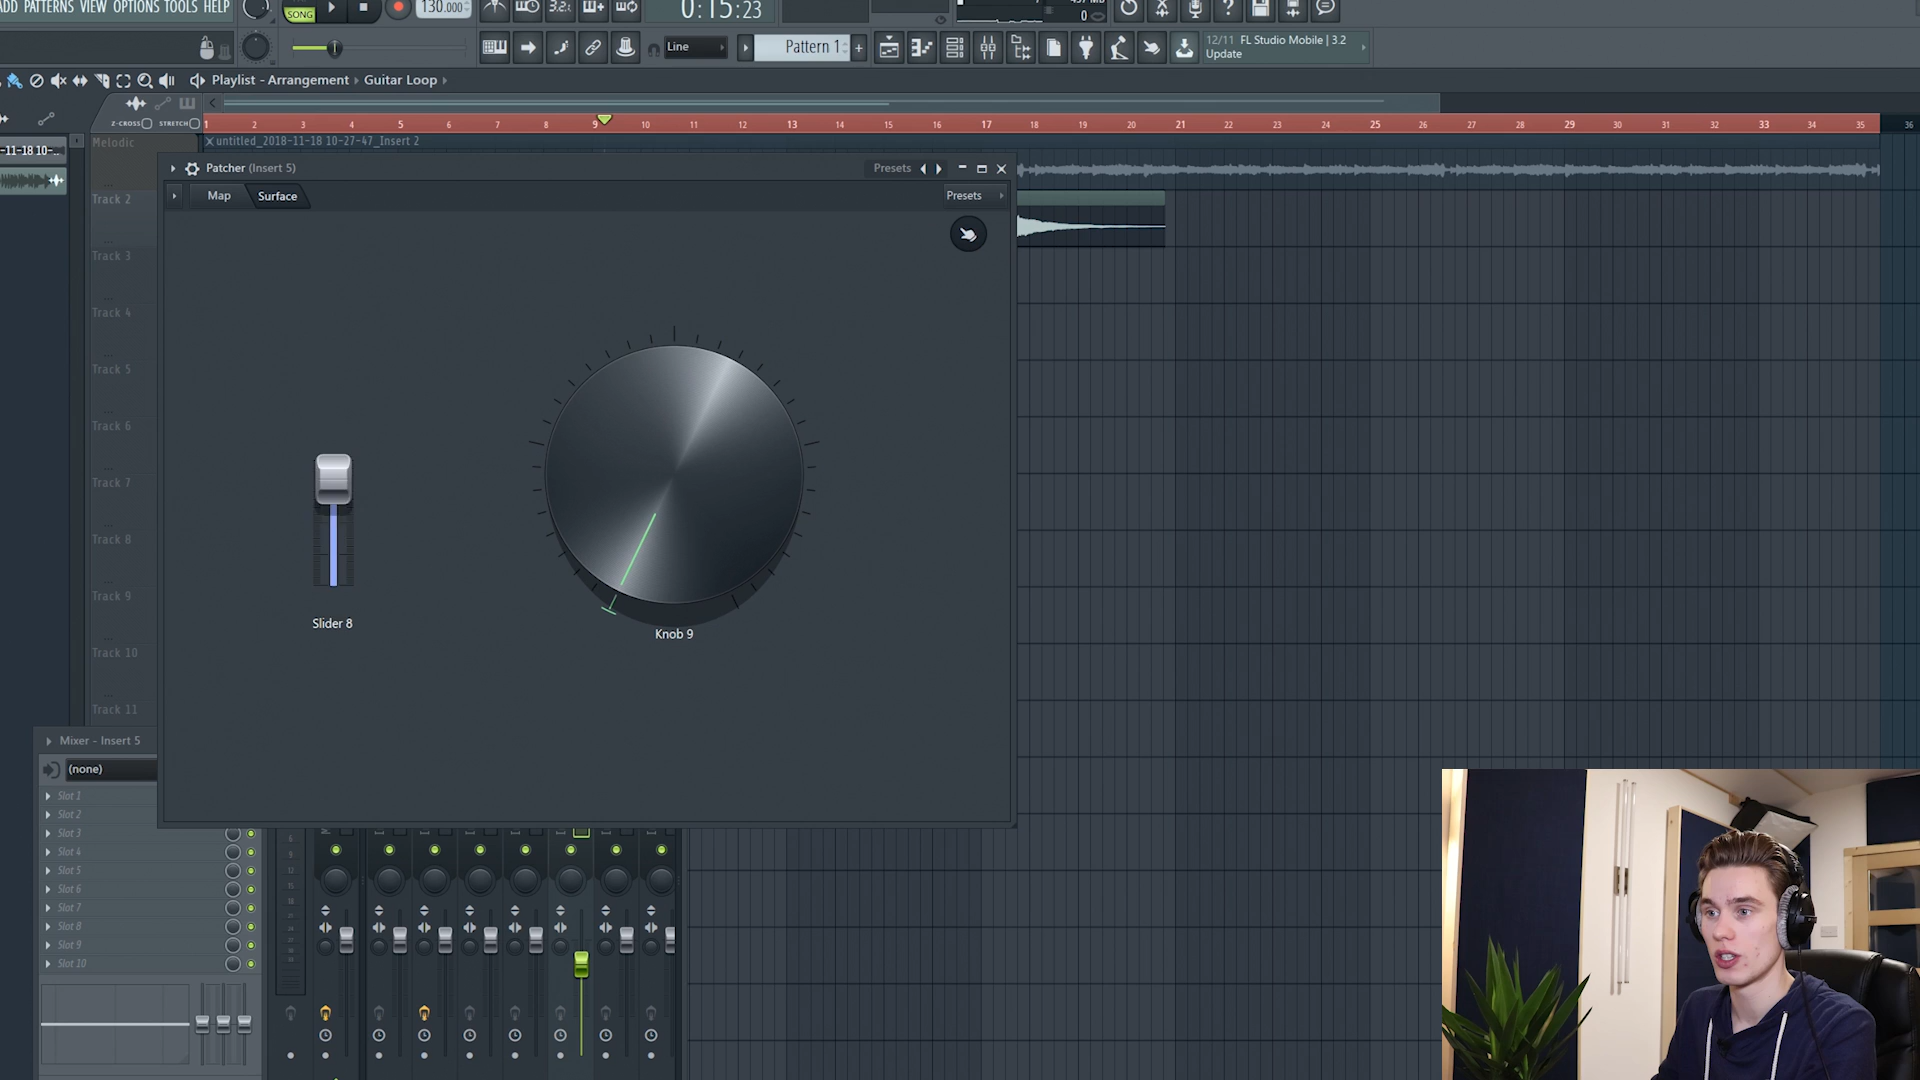 ADD PATTERNS VIEW OPTIONS TOOLS HELP
SONG
130.000
3.2:
0:15:23
0
Line
Pattern 1
12/11 FL Studio Mobile | 3.2
Update
Playlist - Arrangement
Guitar Loop
Z-CROSS
STRETCH
1 2 3 4 5 6 7 8 9 10 11 12 13 14 15 16 17 18 19 20 21 22 23 24 25 26 27 28 29 30 31 32 33 34 35 36
-11-18 10-..
Melodic
untitled_2018-11-18 10-27-47_Insert 2
Patcher (Insert 5)
Presets
Map
Surface
Presets
Track 2
Track 3
Track 4
Track 5
Track 6
Track 7
Track 8
Track 9
Track 10
Track 11
Slider 8
Knob 9
Mixer - Insert 5
(none)
Slot 1
Slot 2
Slot 3
Slot 4
Slot 5
Slot 6
Slot 7
Slot 8
Slot 9
Slot 10